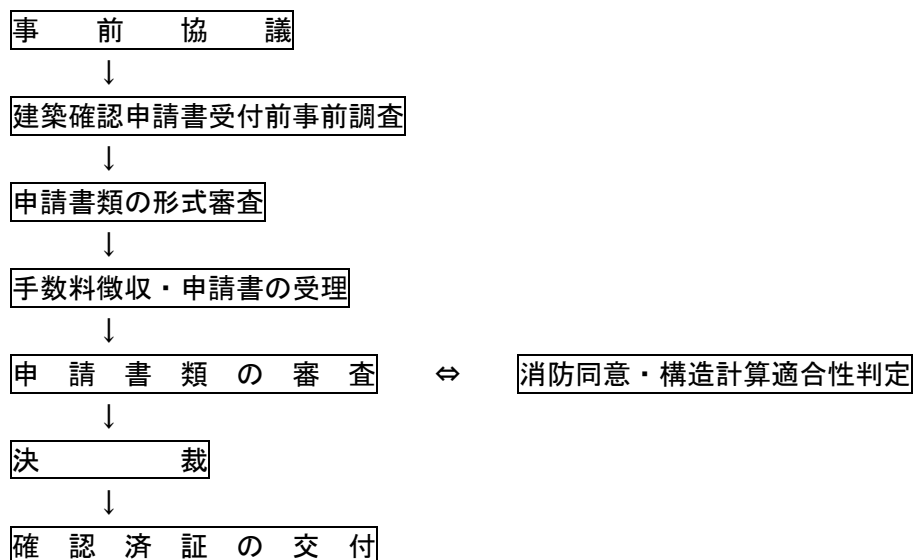 事前協議
↓
建築確認申請書受付前事前調査
↓
申請書類の形式審査
↓
手数料徴収・申請書の受理
↓
申請書類の審査 ⇔ 消防同意・構造計算適合性判定
↓
決裁
↓
確認済証の交付